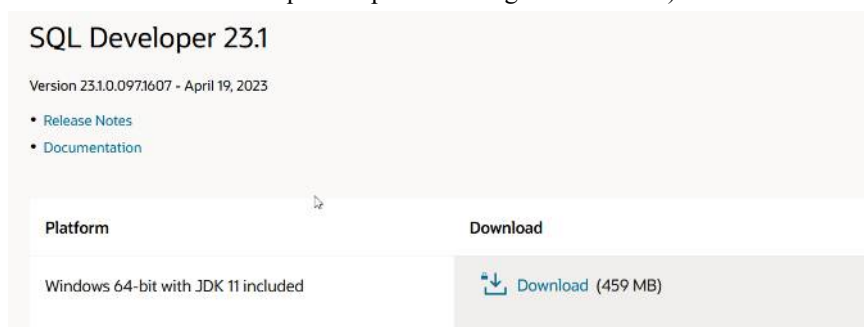 SQL Developer 23.1
Version 23.1.0.097.1607 - April 19, 2023
• Release Notes
• Documentation
Platform Download
Windows 64-bit with JDK 11 included Download (459 MB)